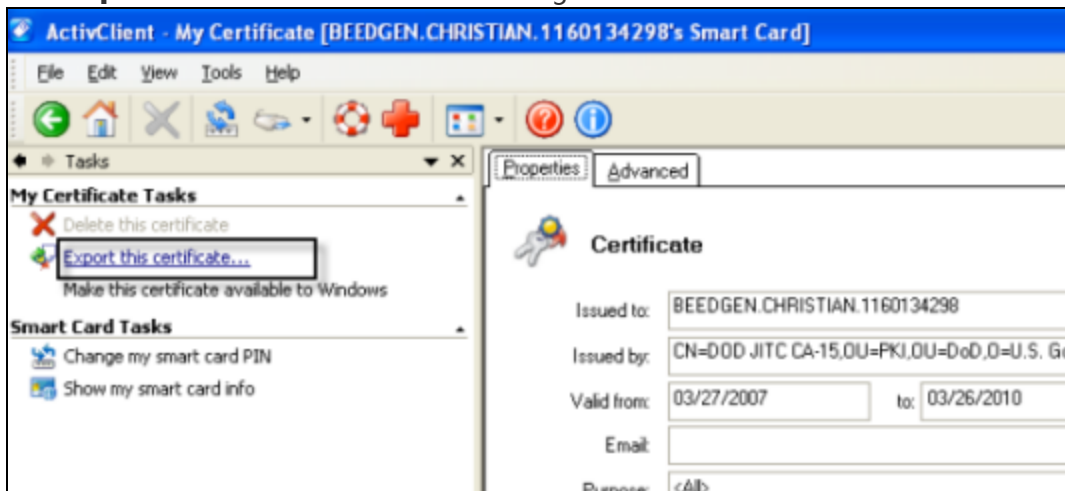 ActivClient - My Certificate [BEEDGEN.CHRISTIAN.1160134298's Smart Card]
File Edit View Tools Help
Tasks
Properties Advanced
My Certificate Tasks
Delete this certificate
Export this certificate...
Make this certificate available to Windows
Certificate
Issued to: BEEDGEN.CHRISTIAN.1160134298
Smart Card Tasks
Change my smart card PIN
Show my smart card info
Issued by: CN=DOD JITC CA-15,OU=PKI,OU=DoD,O=U.S. Go
Valid from: 03/27/2007 to: 03/26/2010
Email:
Purpose: <All>